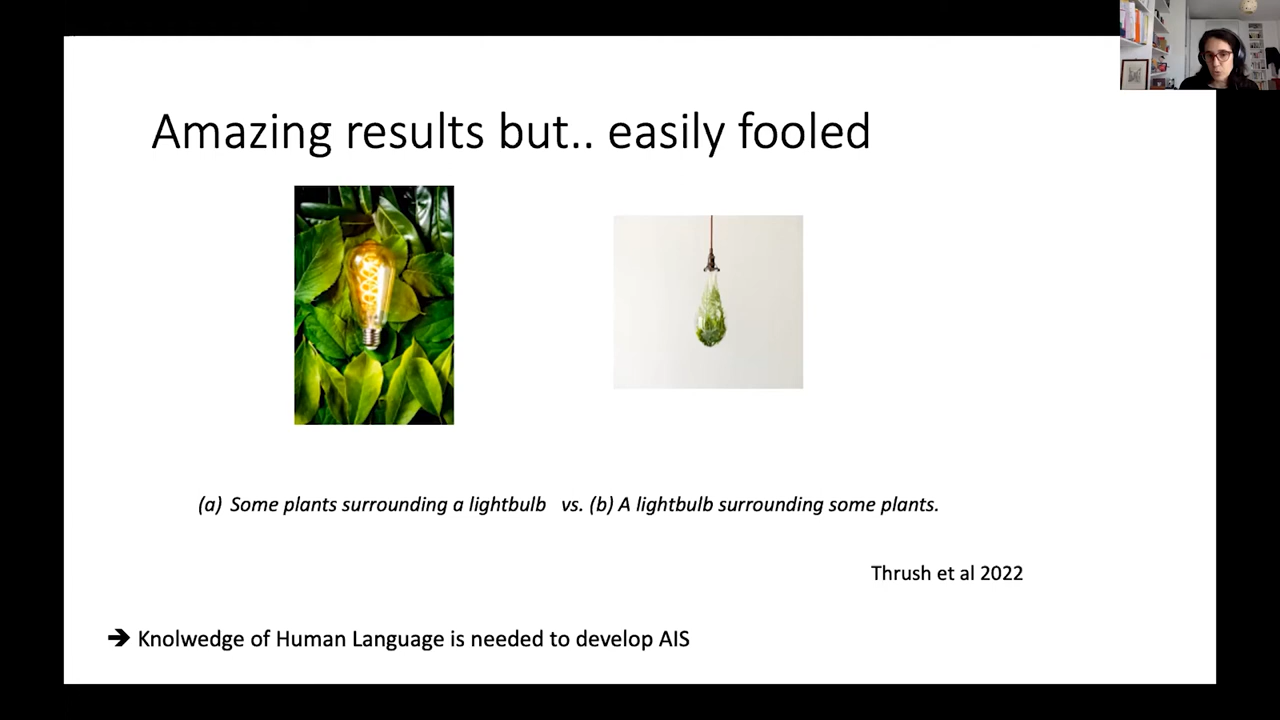 Amazing results but.. easily fooled
(a) Some plants surrounding a lightbulb vs. (b) A lightbulb surrounding some plants.
Thrush et al 2022
➔ Knolwedge of Human Language is needed to develop AIS